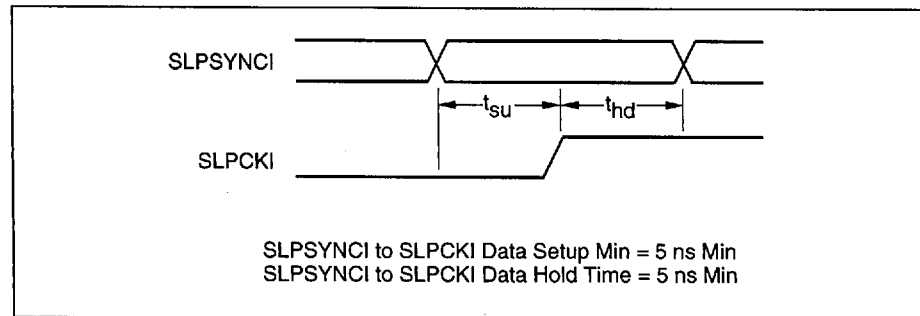 SLPSYNCI
tsu
thd
SLPCKI
SLPSYNCI to SLPCKI Data Setup Min = 5 ns Min
SLPSYNCI to SLPCKI Data Hold Time = 5 ns Min